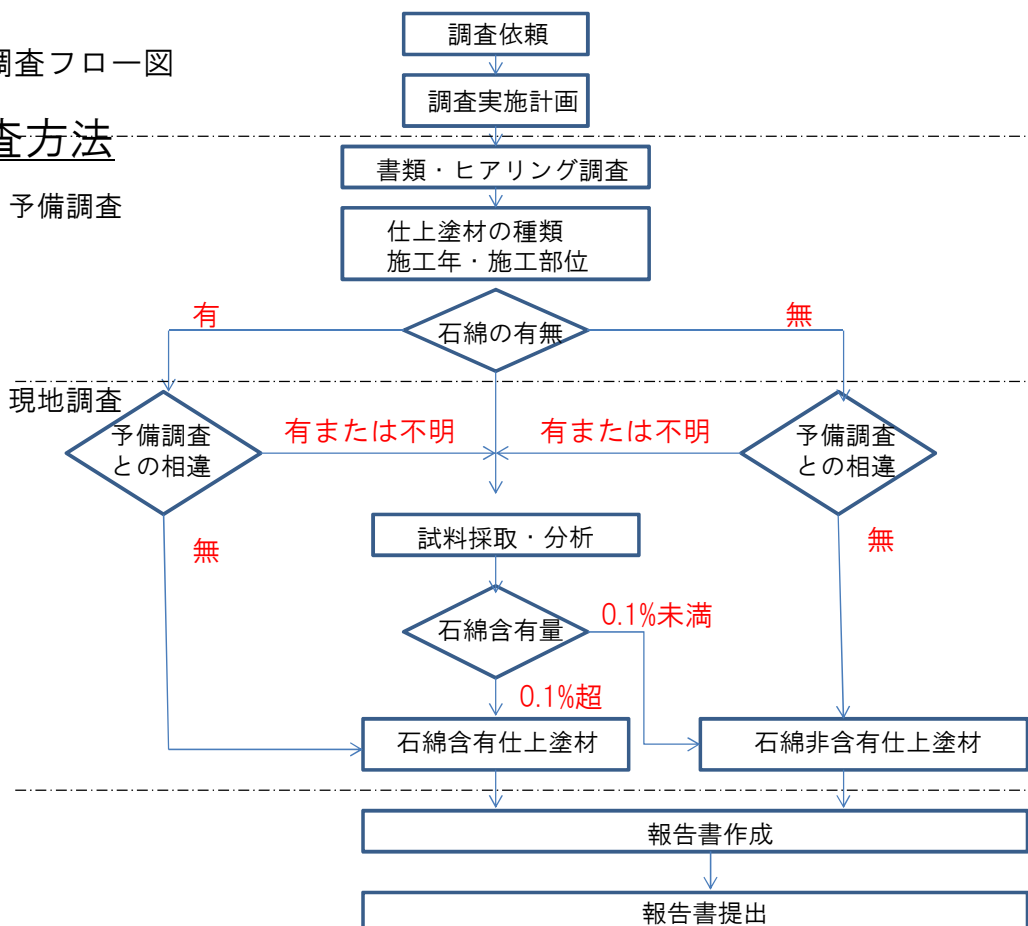 調査依頼
調査フロー図
調査実施計画
査方法
書類・ヒアリング調査
予備調査
仕上塗材の種類
施工年・施工部位
有
石綿の有無
無
現地調査
予備調査
との相違
有または不明
有または不明
予備調査
との相違
無
試料採取・分析
無
石綿含有量
0.1%未満
0.1%超
石綿含有仕上塗材
石綿非含有仕上塗材
報告書作成
報告書提出